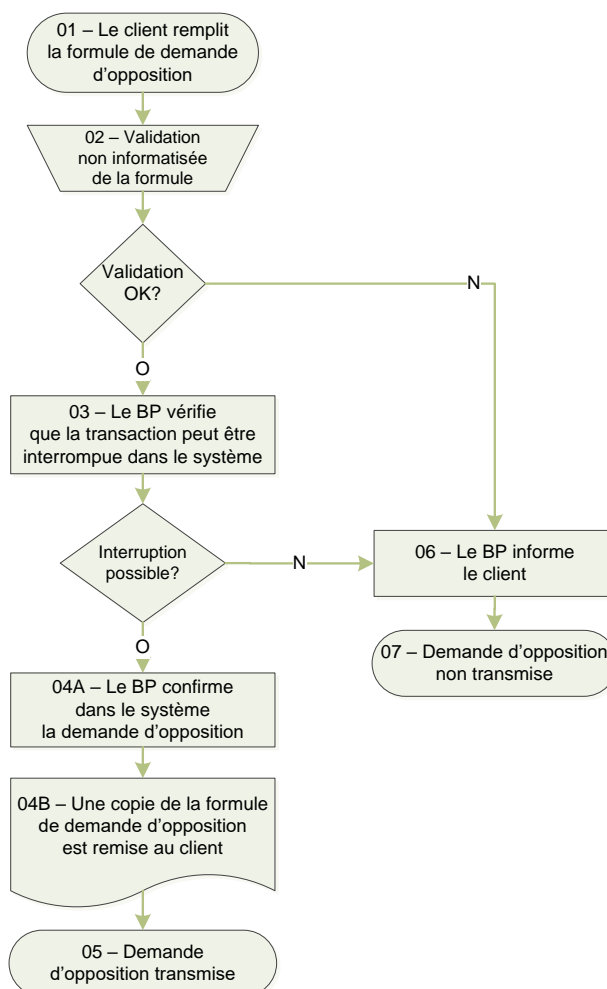 01 – Le client remplit
la formule de demande
d’opposition
02 – Validation
non informatisée
de la formule
Validation
OK?
N
O
03 – Le BP vérifie
que la transaction peut être
interrompue dans le système
Interruption
possible?
N
06 – Le BP informe
le client
O
07 – Demande d’opposition
non transmise
04A – Le BP confirme
dans le système
la demande d’opposition
04B – Une copie de la formule
de demande d’opposition
est remise au client
05 – Demande
d’opposition transmise